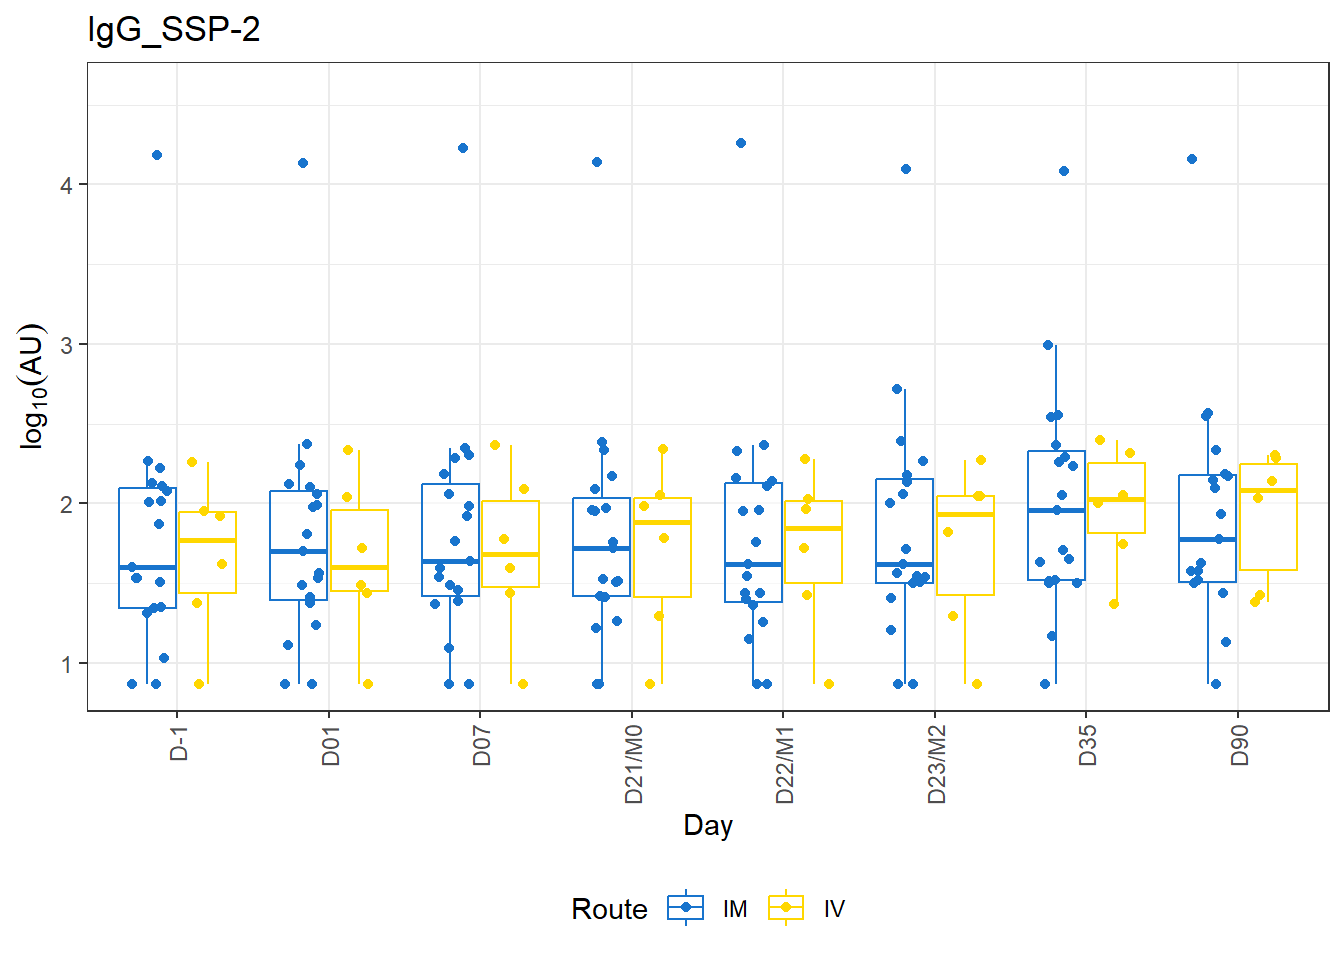 IgG_SSP-2
log₁₀(AU)
4
3
2
1
D-1 D01 D07 D21/M0 D22/M1 D23/M2 D35 D90
Day
Route IM IV